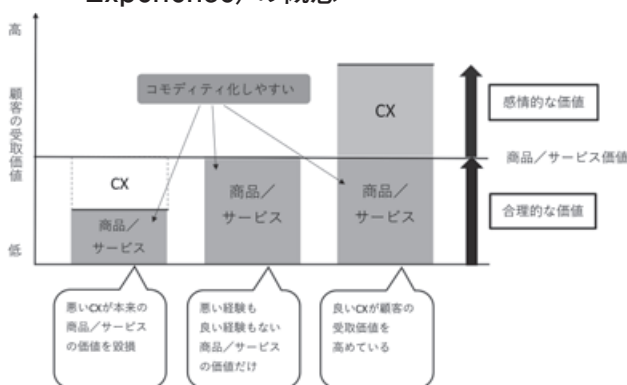 Experience）の概念
高
顧客の受取価値
低
コモディティ化しやすい
CX
商品／
サービス
商品／
サービス
CX
商品／
サービス
感情的な価値
商品／サービス価値
合理的な価値
悪いCXが本来の
商品／サービス
の価値を毀損
悪い経験も
良い経験もない
商品／サービス
の価値だけ
良いCXが顧客の
受取価値を
高めている